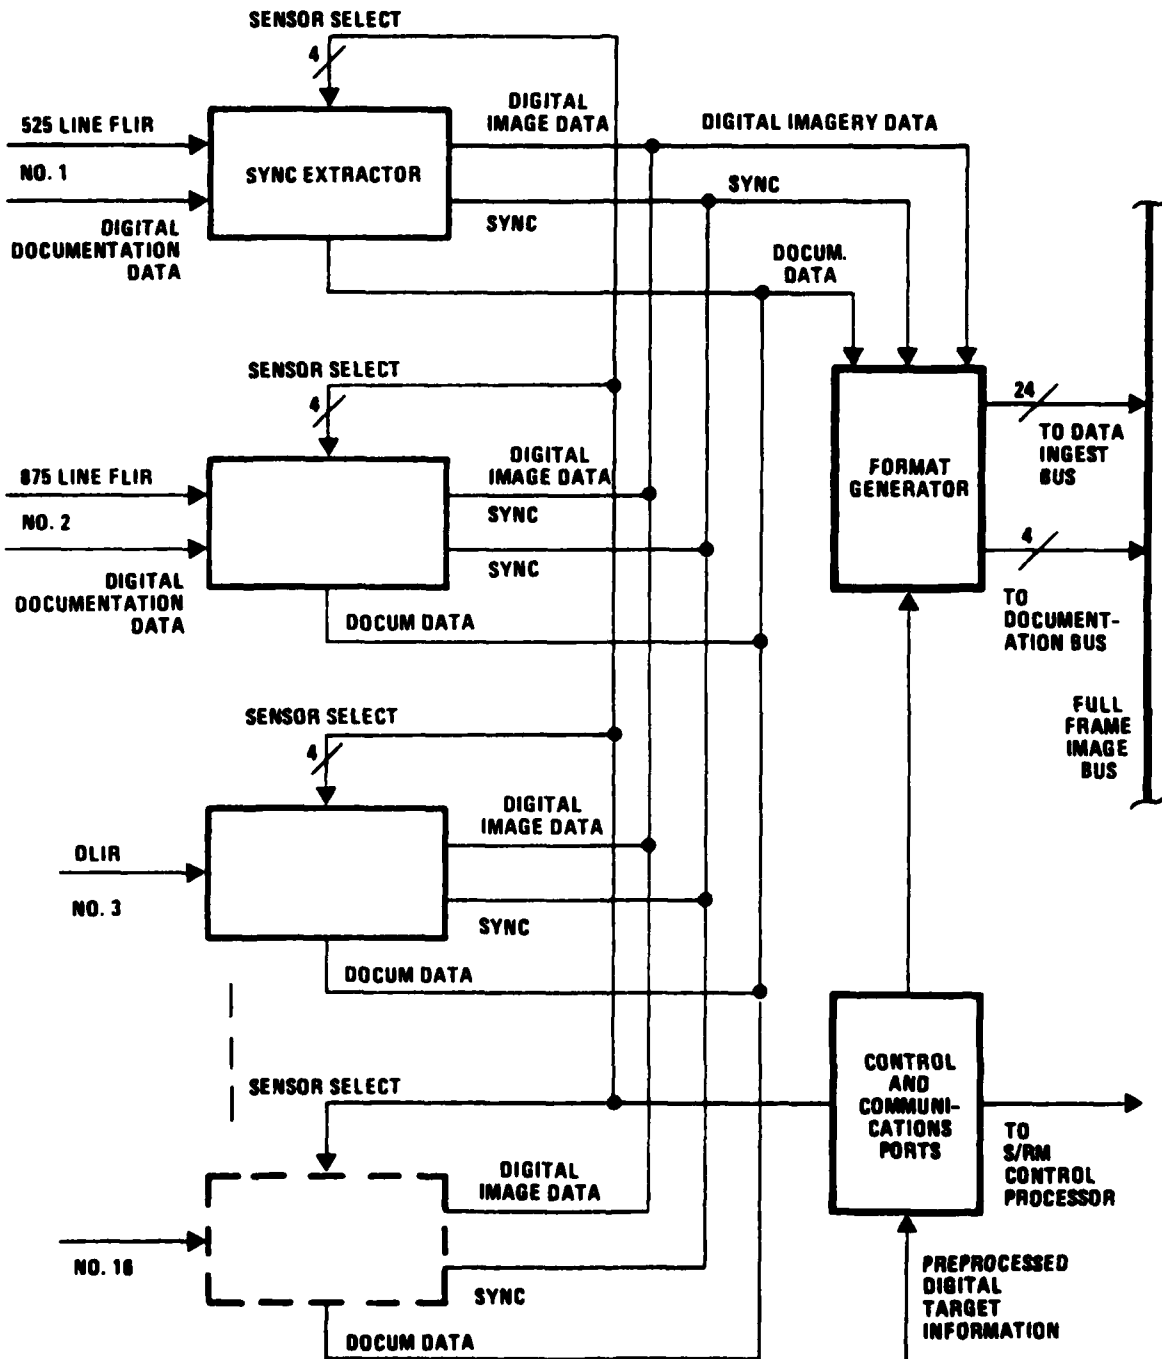 SENSOR SELECT
4
525 LINE FLIR
NO. 1
DIGITAL
DOCUMENTATION
DATA
SYNC EXTRACTOR
DIGITAL
IMAGE DATA
SYNC
DIGITAL IMAGERY DATA
SYNC
DOCUM.
DATA
SENSOR SELECT
4
875 LINE FLIR
NO. 2
DIGITAL
DOCUMENTATION
DATA
DIGITAL
IMAGE DATA
SYNC
SYNC
DOCUM DATA
FORMAT
GENERATOR
24
TO DATA
INGEST
BUS
4
TO
DOCUMENT-
ATION BUS
FULL
FRAME
IMAGE
BUS
SENSOR SELECT
4
DLIR
NO. 3
DIGITAL
IMAGE DATA
SYNC
DOCUM DATA
SENSOR SELECT
NO. 16
DIGITAL
IMAGE DATA
SYNC
DOCUM DATA
CONTROL
AND
COMMUNI-
CATIONS
PORTS
TO
S/RM
CONTROL
PROCESSOR
PREPROCESSED
DIGITAL
TARGET
INFORMATION